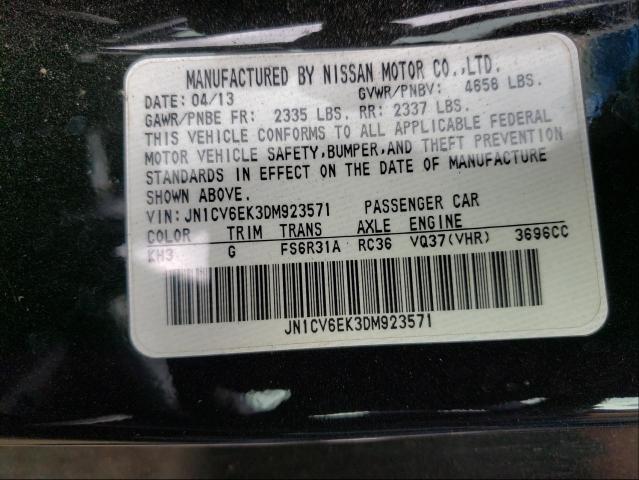 MANUFACTURED BY NISSAN MOTOR CO.,LTD.
DATE: 04/13 GVWR/PNBV: 4658 LBS.
GAWR/PNBE FR: 2335 LBS. RR: 2337 LBS.
THIS VEHICLE CONFORMS TO ALL APPLICABLE FEDERAL
MOTOR VEHICLE SAFETY,BUMPER,AND THEFT PREVENTION
STANDARDS IN EFFECT ON THE DATE OF MANUFACTURE
SHOWN ABOVE.
VIN: JN1CV6EK3DM923571 PASSENGER CAR
COLOR TRIM TRANS AXLE ENGINE
KH3 G FS6R31A RC36 VQ37(VHR) 3696CC
JN1CV6EK3DM923571